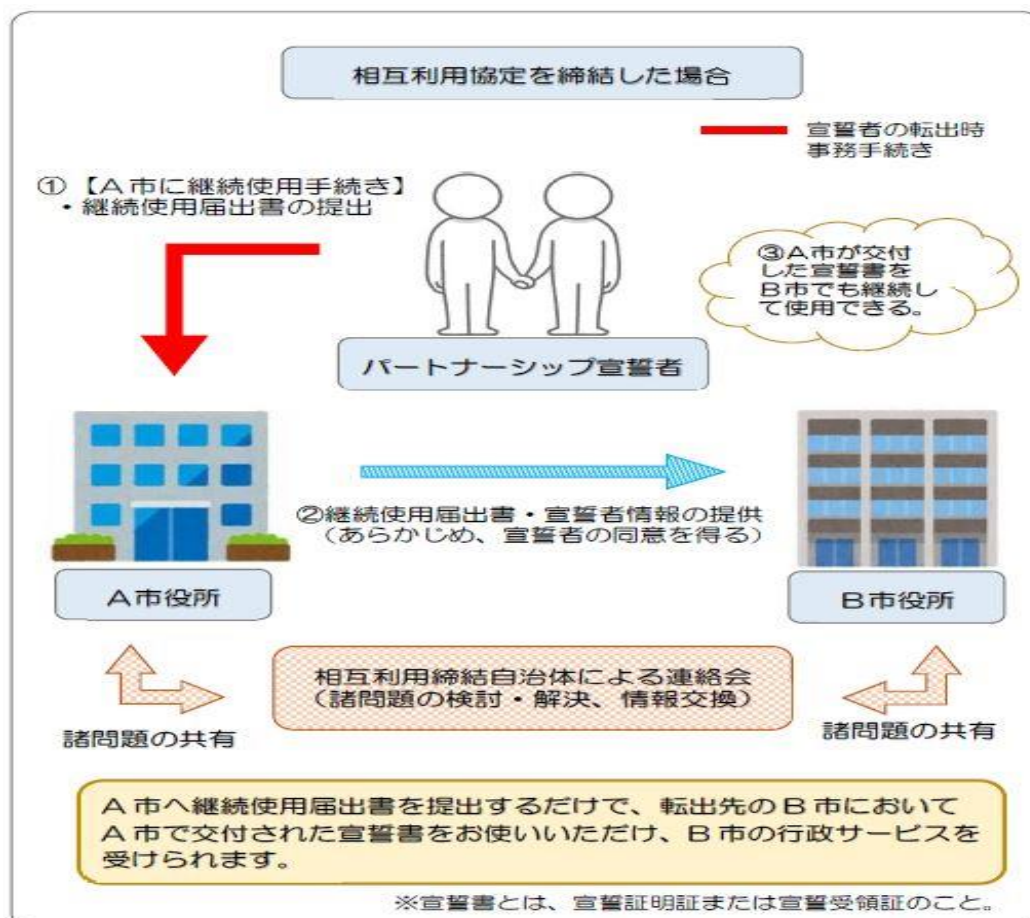 相互利用協定を締結した場合
宣誓者の転出時
事務手続き
①【A市に継続使用手続き】
・継続使用届出書の提出
③A市が交付
した宣誓書を
B市でも継続し
て使用できる。
パートナーシップ宣誓者
②継続使用届出書・宣誓者情報の提供
(あらかじめ、宣誓者の同意を得る)
A市役所
B市役所
相互利用締結自治体による連絡会
(諸問題の検討・解決、情報交換)
諸問題の共有
諸問題の共有
A市へ継続使用届出書を提出するだけで、転出先のB市において
A市で交付された宣誓書をお使いいただけ、B市の行政サービスを
受けられます。
※宣誓書とは、宣誓証明証または宣誓受領証のこと。